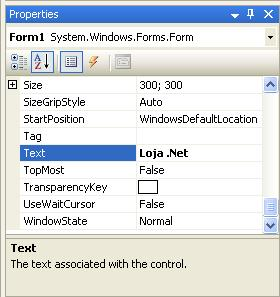 Properties
Form1 System.Windows.Forms.Form
A Z
Size 300; 300
SizeGripStyle Auto
StartPosition WindowsDefaultLocation
Tag
Text Loja .Net
TopMost False
TransparencyKey
UseWaitCursor False
WindowState Normal
Text
The text associated with the control.